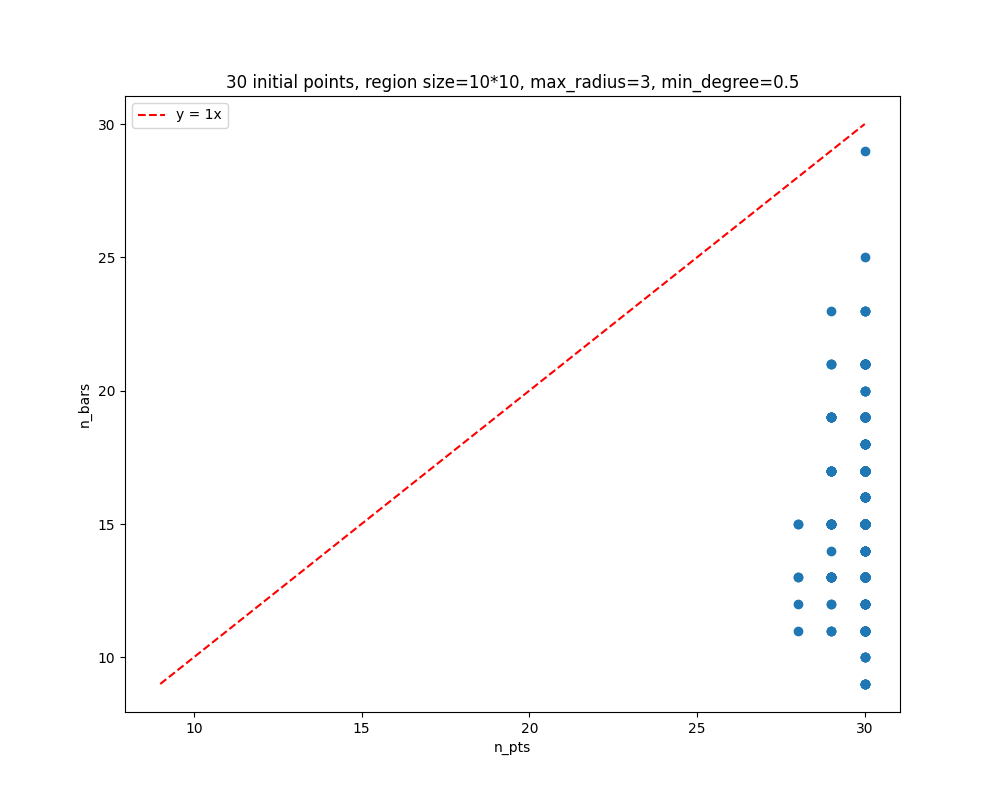 30 initial points, region size=10*10, max_radius=3, min_degree=0.5
y = 1x
30
25
20
15
10
n_bars
10 15 20 25 30
n_pts